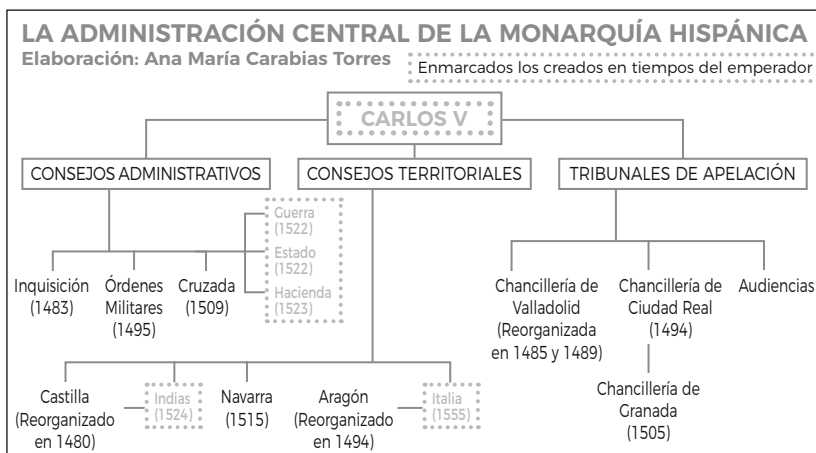 LA ADMINISTRACIÓN CENTRAL DE LA MONARQUÍA HISPÁNICA
Elaboración: Ana María Carabias Torres
Enmarcados los creados en tiempos del emperador
CARLOS V
CONSEJOS ADMINISTRATIVOS
CONSEJOS TERRITORIALES
TRIBUNALES DE APELACIÓN
Guerra
(1522)
Estado
(1522)
Hacienda
(1523)
Inquisición
(1483)
Órdenes
Militares
(1495)
Cruzada
(1509)
Chancillería de
Valladolid
(Reorganizada
en 1485 y 1489)
Chancillería de
Ciudad Real
(1494)
Audiencias
Chancillería de
Granada
(1505)
Castilla
(Reorganizado
en 1480)
Indias
(1524)
Navarra
(1515)
Aragón
(Reorganizado
en 1494)
Italia
(1555)